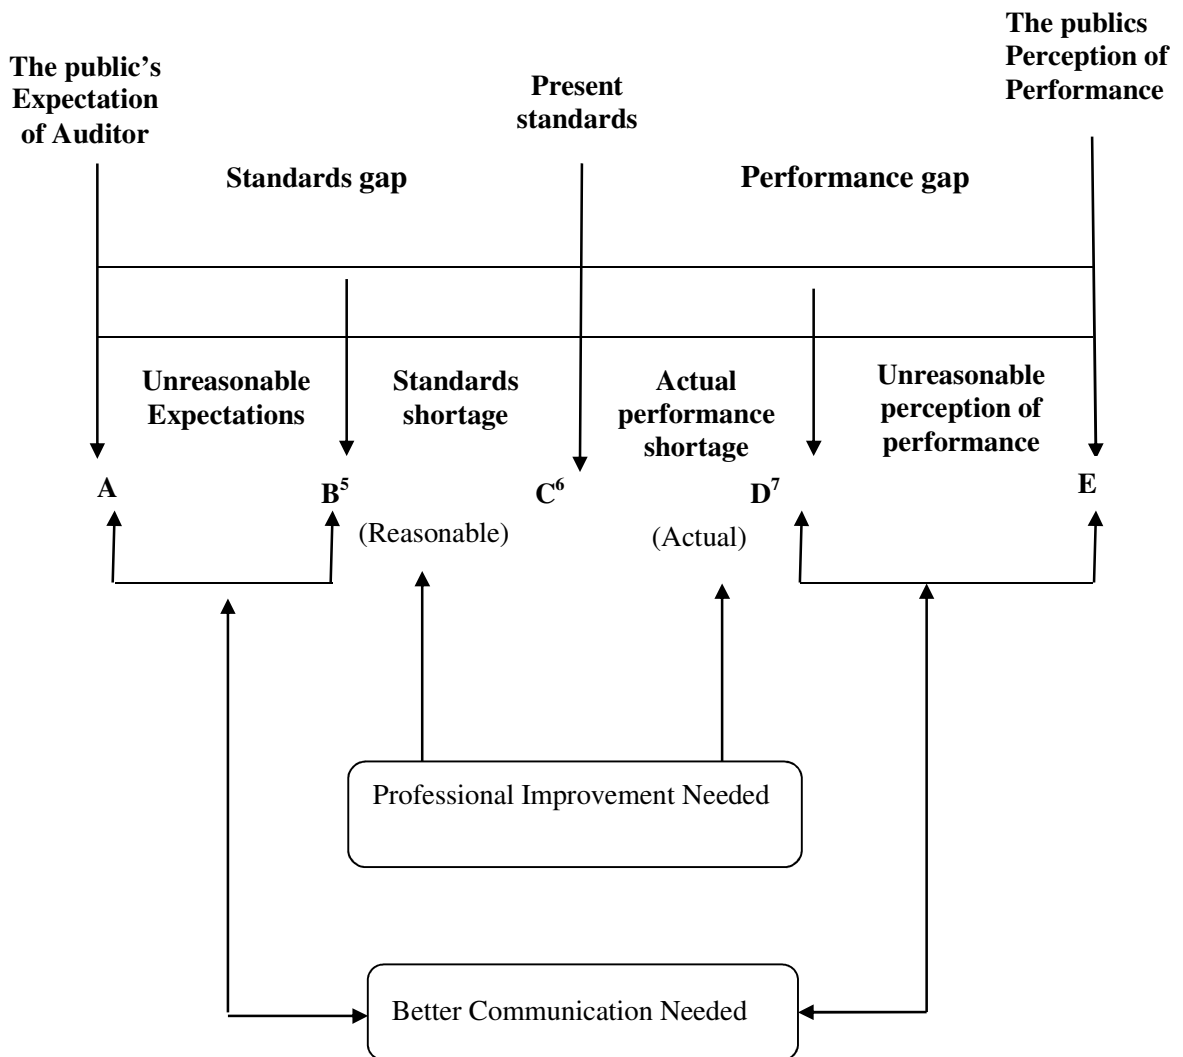 The public’s
Expectation
of Auditor
Present
standards
The publics
Perception of
Performance
Standards gap
Performance gap
Unreasonable
Expectations
Standards
shortage
Actual
performance
shortage
Unreasonable
perception of
performance
A
B⁵
C⁶
D⁷
E
(Reasonable)
(Actual)
Professional Improvement Needed
Better Communication Needed